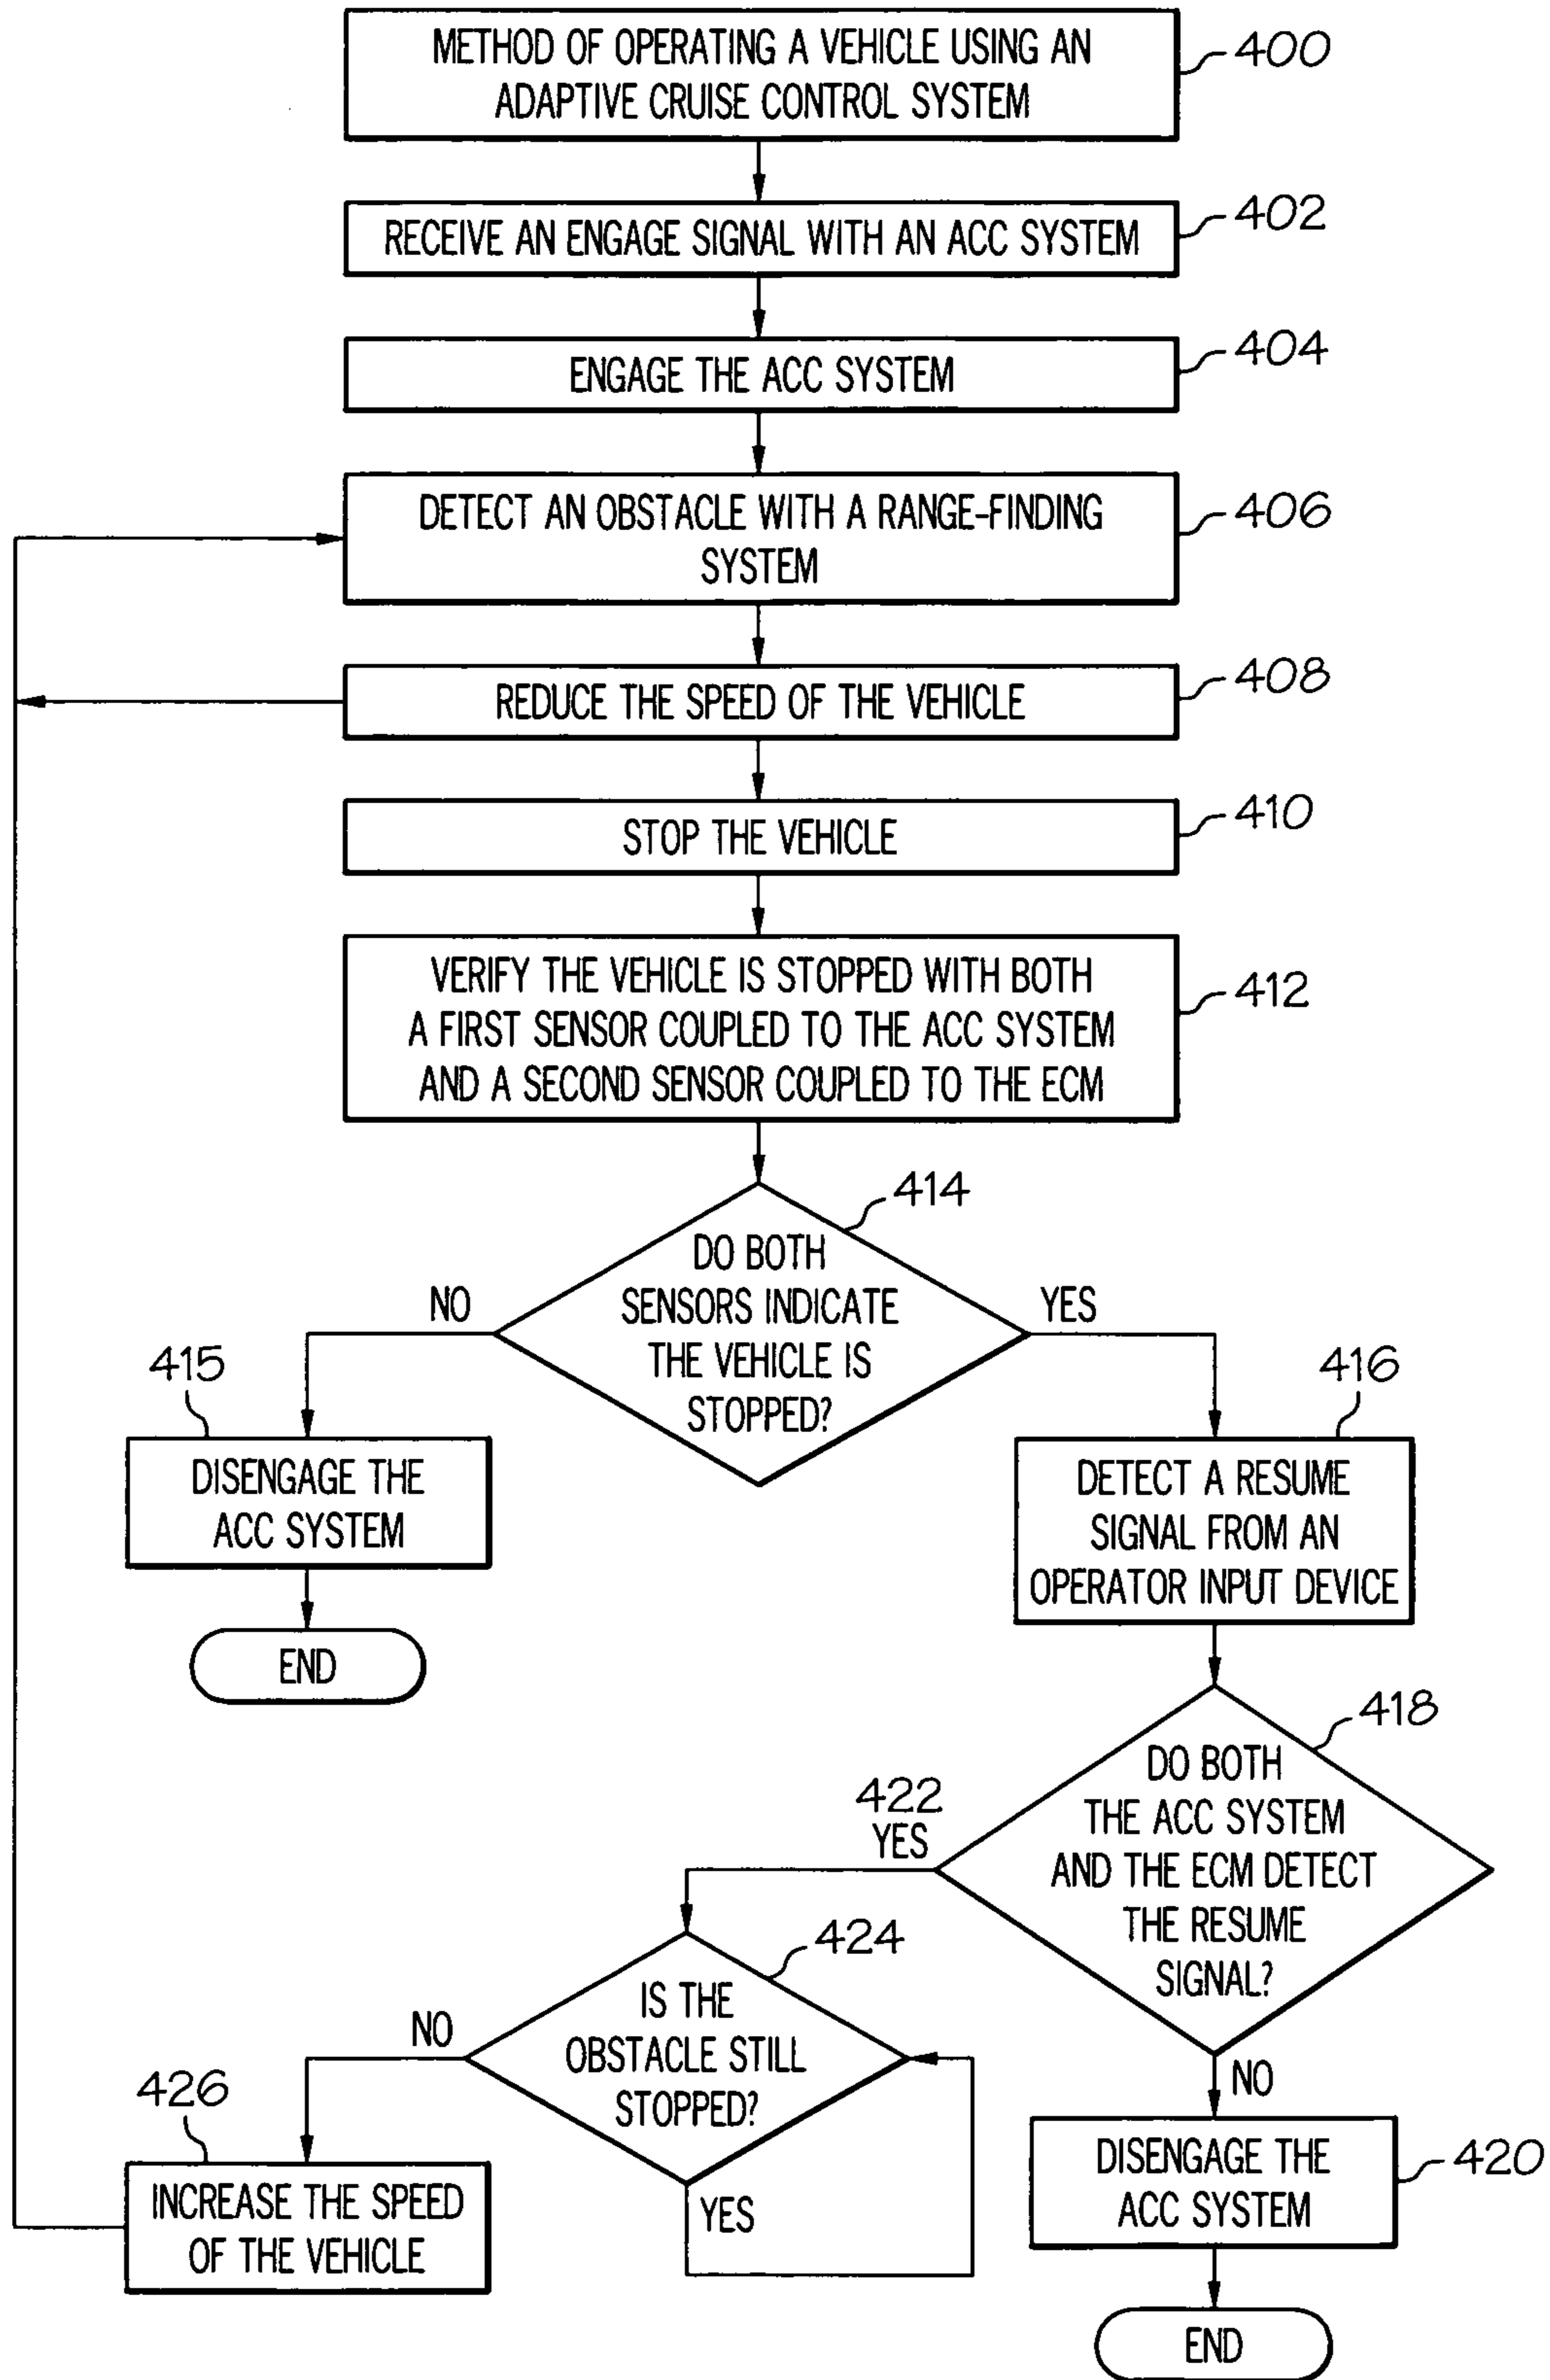 METHOD OF OPERATING A VEHICLE USING AN
ADAPTIVE CRUISE CONTROL SYSTEM
400
RECEIVE AN ENGAGE SIGNAL WITH AN ACC SYSTEM
402
ENGAGE THE ACC SYSTEM
404
DETECT AN OBSTACLE WITH A RANGE-FINDING
SYSTEM
406
REDUCE THE SPEED OF THE VEHICLE
408
STOP THE VEHICLE
410
VERIFY THE VEHICLE IS STOPPED WITH BOTH
A FIRST SENSOR COUPLED TO THE ACC SYSTEM
AND A SECOND SENSOR COUPLED TO THE ECM
412
414
DO BOTH
SENSORS INDICATE
THE VEHICLE IS
STOPPED?
NO
YES
415
DISENGAGE THE
ACC SYSTEM
END
416
DETECT A RESUME
SIGNAL FROM AN
OPERATOR INPUT DEVICE
418
DO BOTH
THE ACC SYSTEM
AND THE ECM DETECT
THE RESUME
SIGNAL?
422
YES
424
IS THE
OBSTACLE STILL
STOPPED?
NO
YES
426
INCREASE THE SPEED
OF THE VEHICLE
NO
DISENGAGE THE
ACC SYSTEM
420
END